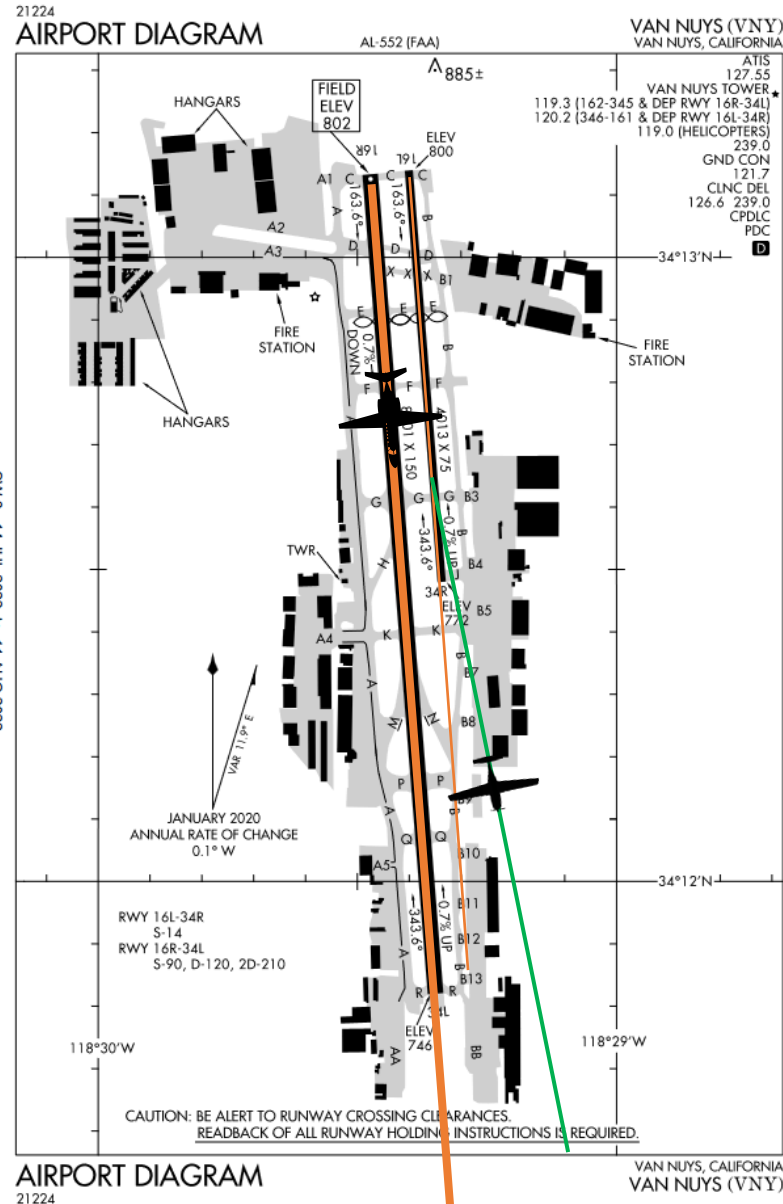 21224
AIRPORT DIAGRAM
AL-552 (FAA)
VAN NUYS (VNY)
VAN NUYS, CALIFORNIA
885±
ATIS
127.55
VAN NUYS TOWER
119.3 (162-345 & DEP RWY 16R-34L)
120.2 (346-161 & DEP RWY 16L-34R)
119.0 (HELICOPTERS)
239.0
GND CON
121.7
CLNC DEL
126.6 239.0
CPDLC
PDC
D
HANGARS
FIELD
ELEV
802
ELEV
800
16R
16L
A1 C C C
163.6°
163.6°
A
B
A2
A3
D D D
34°13'N
X X X B1
E E E
FIRE
STATION
FIRE
STATION
0.7%
DOWN
B
F F F
HANGARS
A
01 X 150
4013 X 75
G G G B3
343.6°
0.7% UP
B
B4
H
TWR
34R
ELEV
772
B5
A4 K K
B
B7
A
M N B8
VAR 11.9° E
P P
B
A
JANUARY 2020
ANNUAL RATE OF CHANGE
0.1° W
Q Q B10
A5
34°12'N
RWY 16L-34R
S-14
RWY 16R-34L
S-90, D-120, 2D-210
343.6°
0.7% UP
B11
B12
A
B
B13
R R
ELEV
746
118°30'W
118°29'W
AA
BB
CAUTION: BE ALERT TO RUNWAY CROSSING CLEARANCES.
READBACK OF ALL RUNWAY HOLDING INSTRUCTIONS IS REQUIRED.
AIRPORT DIAGRAM
21224
VAN NUYS, CALIFORNIA
VAN NUYS (VNY)